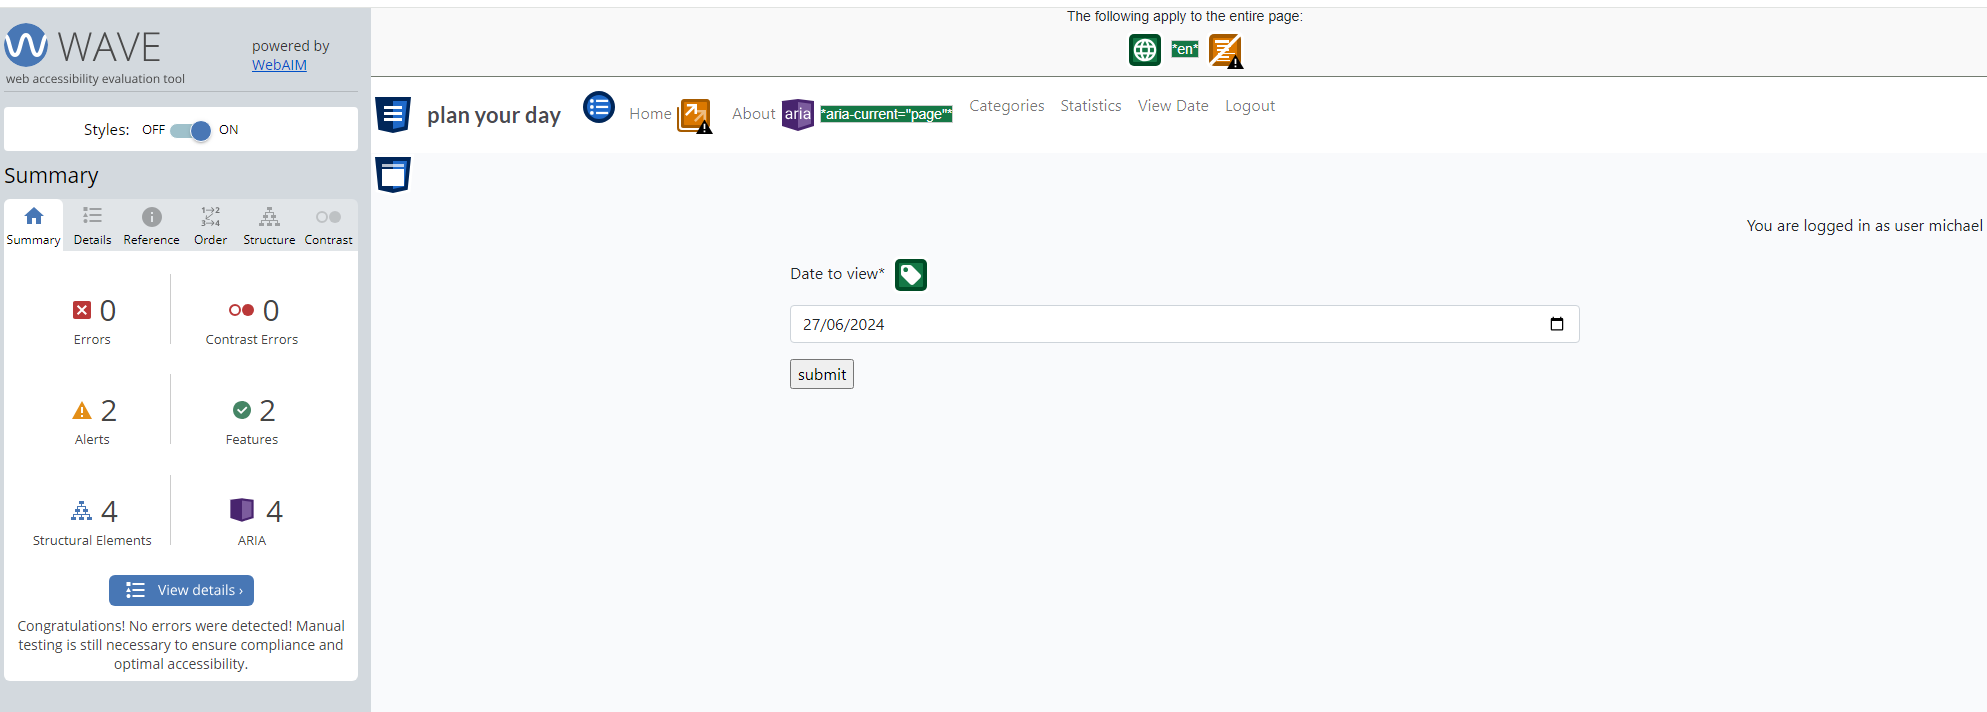 WAVE
web accessibility evaluation tool
powered by
WebAIM
Styles: OFF ON
Summary
Summary Details Reference Order Structure Contrast
0
Errors
0
Contrast Errors
2
Alerts
2
Features
4
Structural Elements
4
ARIA
View details ›
Congratulations! No errors were detected! Manual
testing is still necessary to ensure compliance and
optimal accessibility.
The following apply to the entire page:
*en*
plan your day
Home About aria *aria-current="page"* Categories Statistics View Date Logout
You are logged in as user michael
Date to view*
27/06/2024
submit